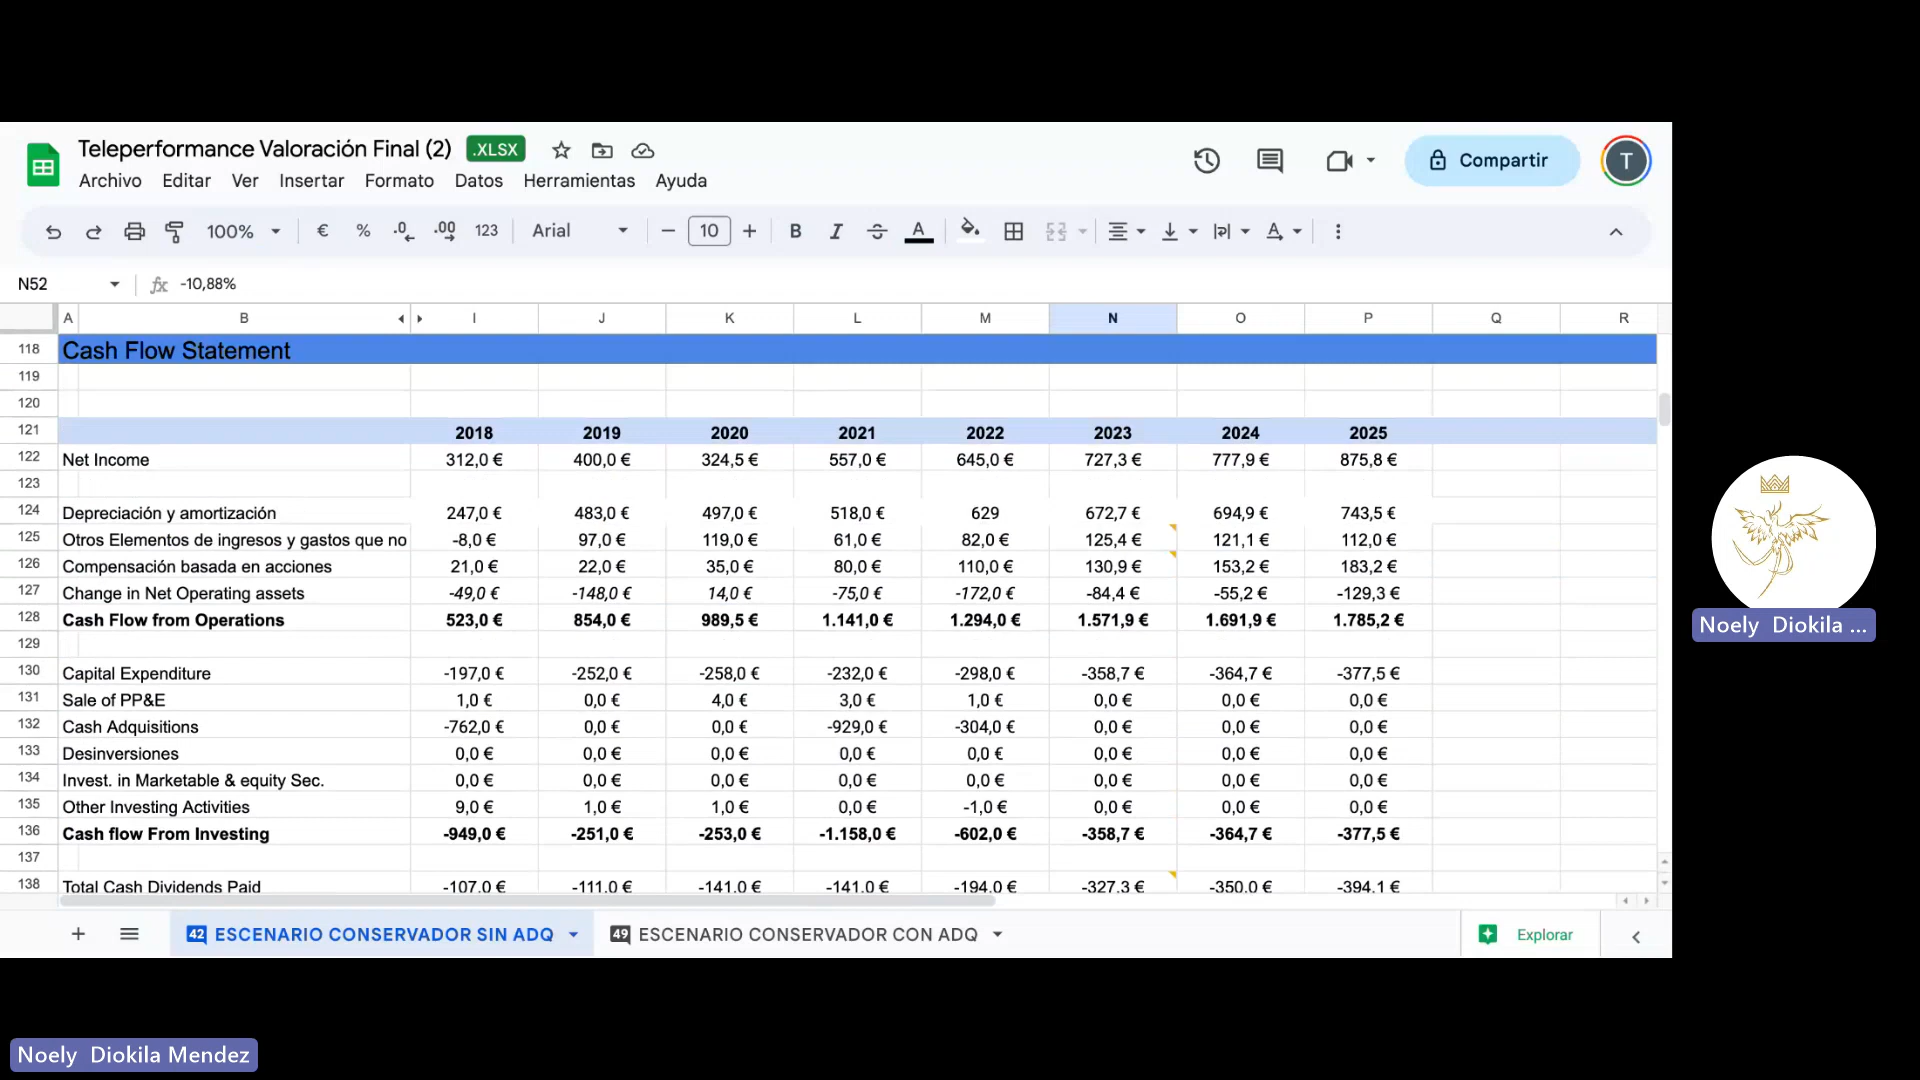 Teleperformance Valoración Final (2) .XLSX
Compartir
T
Archivo Editar Ver Insertar Formato Datos Herramientas Ayuda
100% € % .0 .00 123 Arial 10 B I S A
N52 fx -10,88%
A B I J K L M N O P Q R
118 Cash Flow Statement
119
120
121 2018 2019 2020 2021 2022 2023 2024 2025
122 Net Income 312,0 € 400,0 € 324,5 € 557,0 € 645,0 € 727,3 € 777,9 € 875,8 €
123
124 Depreciación y amortización 247,0 € 483,0 € 497,0 € 518,0 € 629 672,7 € 694,9 € 743,5 €
125 Otros Elementos de ingresos y gastos que no -8,0 € 97,0 € 119,0 € 61,0 € 82,0 € 125,4 € 121,1 € 112,0 €
126 Compensación basada en acciones 21,0 € 22,0 € 35,0 € 80,0 € 110,0 € 130,9 € 153,2 € 183,2 €
127 Change in Net Operating assets -49,0 € -148,0 € 14,0 € -75,0 € -172,0 € -84,4 € -55,2 € -129,3 €
128 Cash Flow from Operations 523,0 € 854,0 € 989,5 € 1.141,0 € 1.294,0 € 1.571,9 € 1.691,9 € 1.785,2 €
129
130 Capital Expenditure -197,0 € -252,0 € -258,0 € -232,0 € -298,0 € -358,7 € -364,7 € -377,5 €
131 Sale of PP&E 1,0 € 0,0 € 4,0 € 3,0 € 1,0 € 0,0 € 0,0 € 0,0 €
132 Cash Adquisitions -762,0 € 0,0 € 0,0 € -929,0 € -304,0 € 0,0 € 0,0 € 0,0 €
133 Desinversiones 0,0 € 0,0 € 0,0 € 0,0 € 0,0 € 0,0 € 0,0 € 0,0 €
134 Invest. in Marketable & equity Sec. 0,0 € 0,0 € 0,0 € 0,0 € 0,0 € 0,0 € 0,0 € 0,0 €
135 Other Investing Activities 9,0 € 1,0 € 1,0 € 0,0 € -1,0 € 0,0 € 0,0 € 0,0 €
136 Cash flow From Investing -949,0 € -251,0 € -253,0 € -1.158,0 € -602,0 € -358,7 € -364,7 € -377,5 €
137
138 Total Cash Dividends Paid -107,0 € -111,0 € -141,0 € -141,0 € -194,0 € -327,3 € -350,0 € -394,1 €
42 ESCENARIO CONSERVADOR SIN ADQ 49 ESCENARIO CONSERVADOR CON ADQ Explorar
Noely Diokila ...
Noely Diokila Mendez